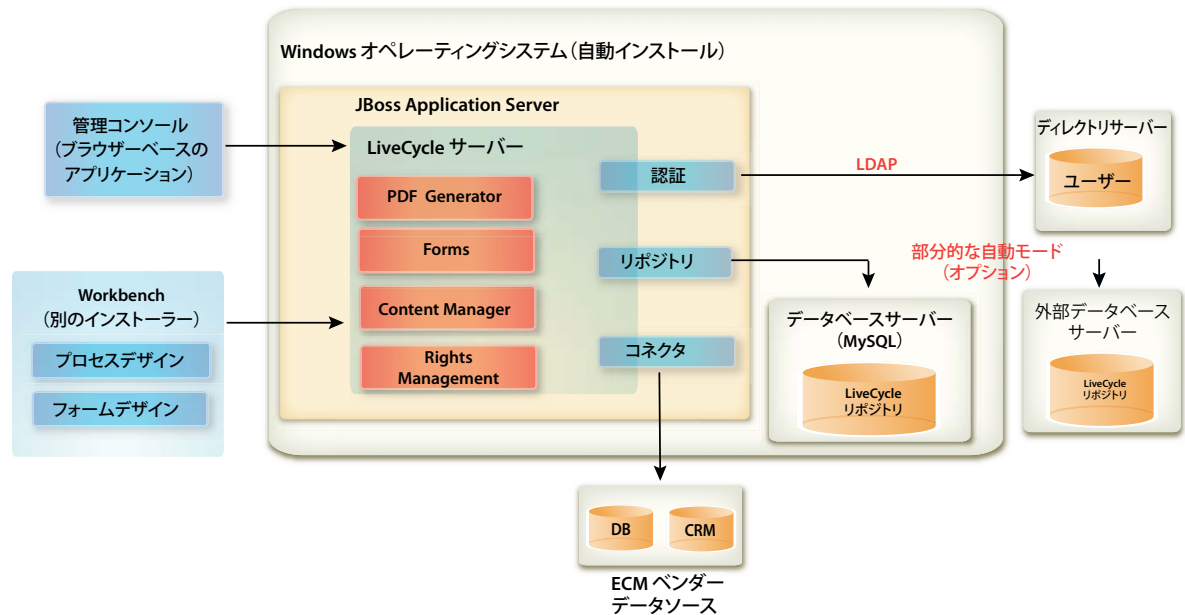 Windows オペレーティングシステム（自動インストール）
JBoss Application Server
管理コンソール
（ブラウザーベースの
アプリケーション）
LiveCycle サーバー
PDF Generator
Forms
Content Manager
Rights
Management
認証
リポジトリ
コネクタ
LDAP
ディレクトリサーバー
ユーザー
部分的な自動モード
（オプション）
Workbench
（別のインストーラー）
プロセスデザイン
フォームデザイン
データベースサーバー
（MySQL）
LiveCycle
リポジトリ
外部データベース
サーバー
LiveCycle
リポジトリ
DB
CRM
ECM ベンダー
データソース